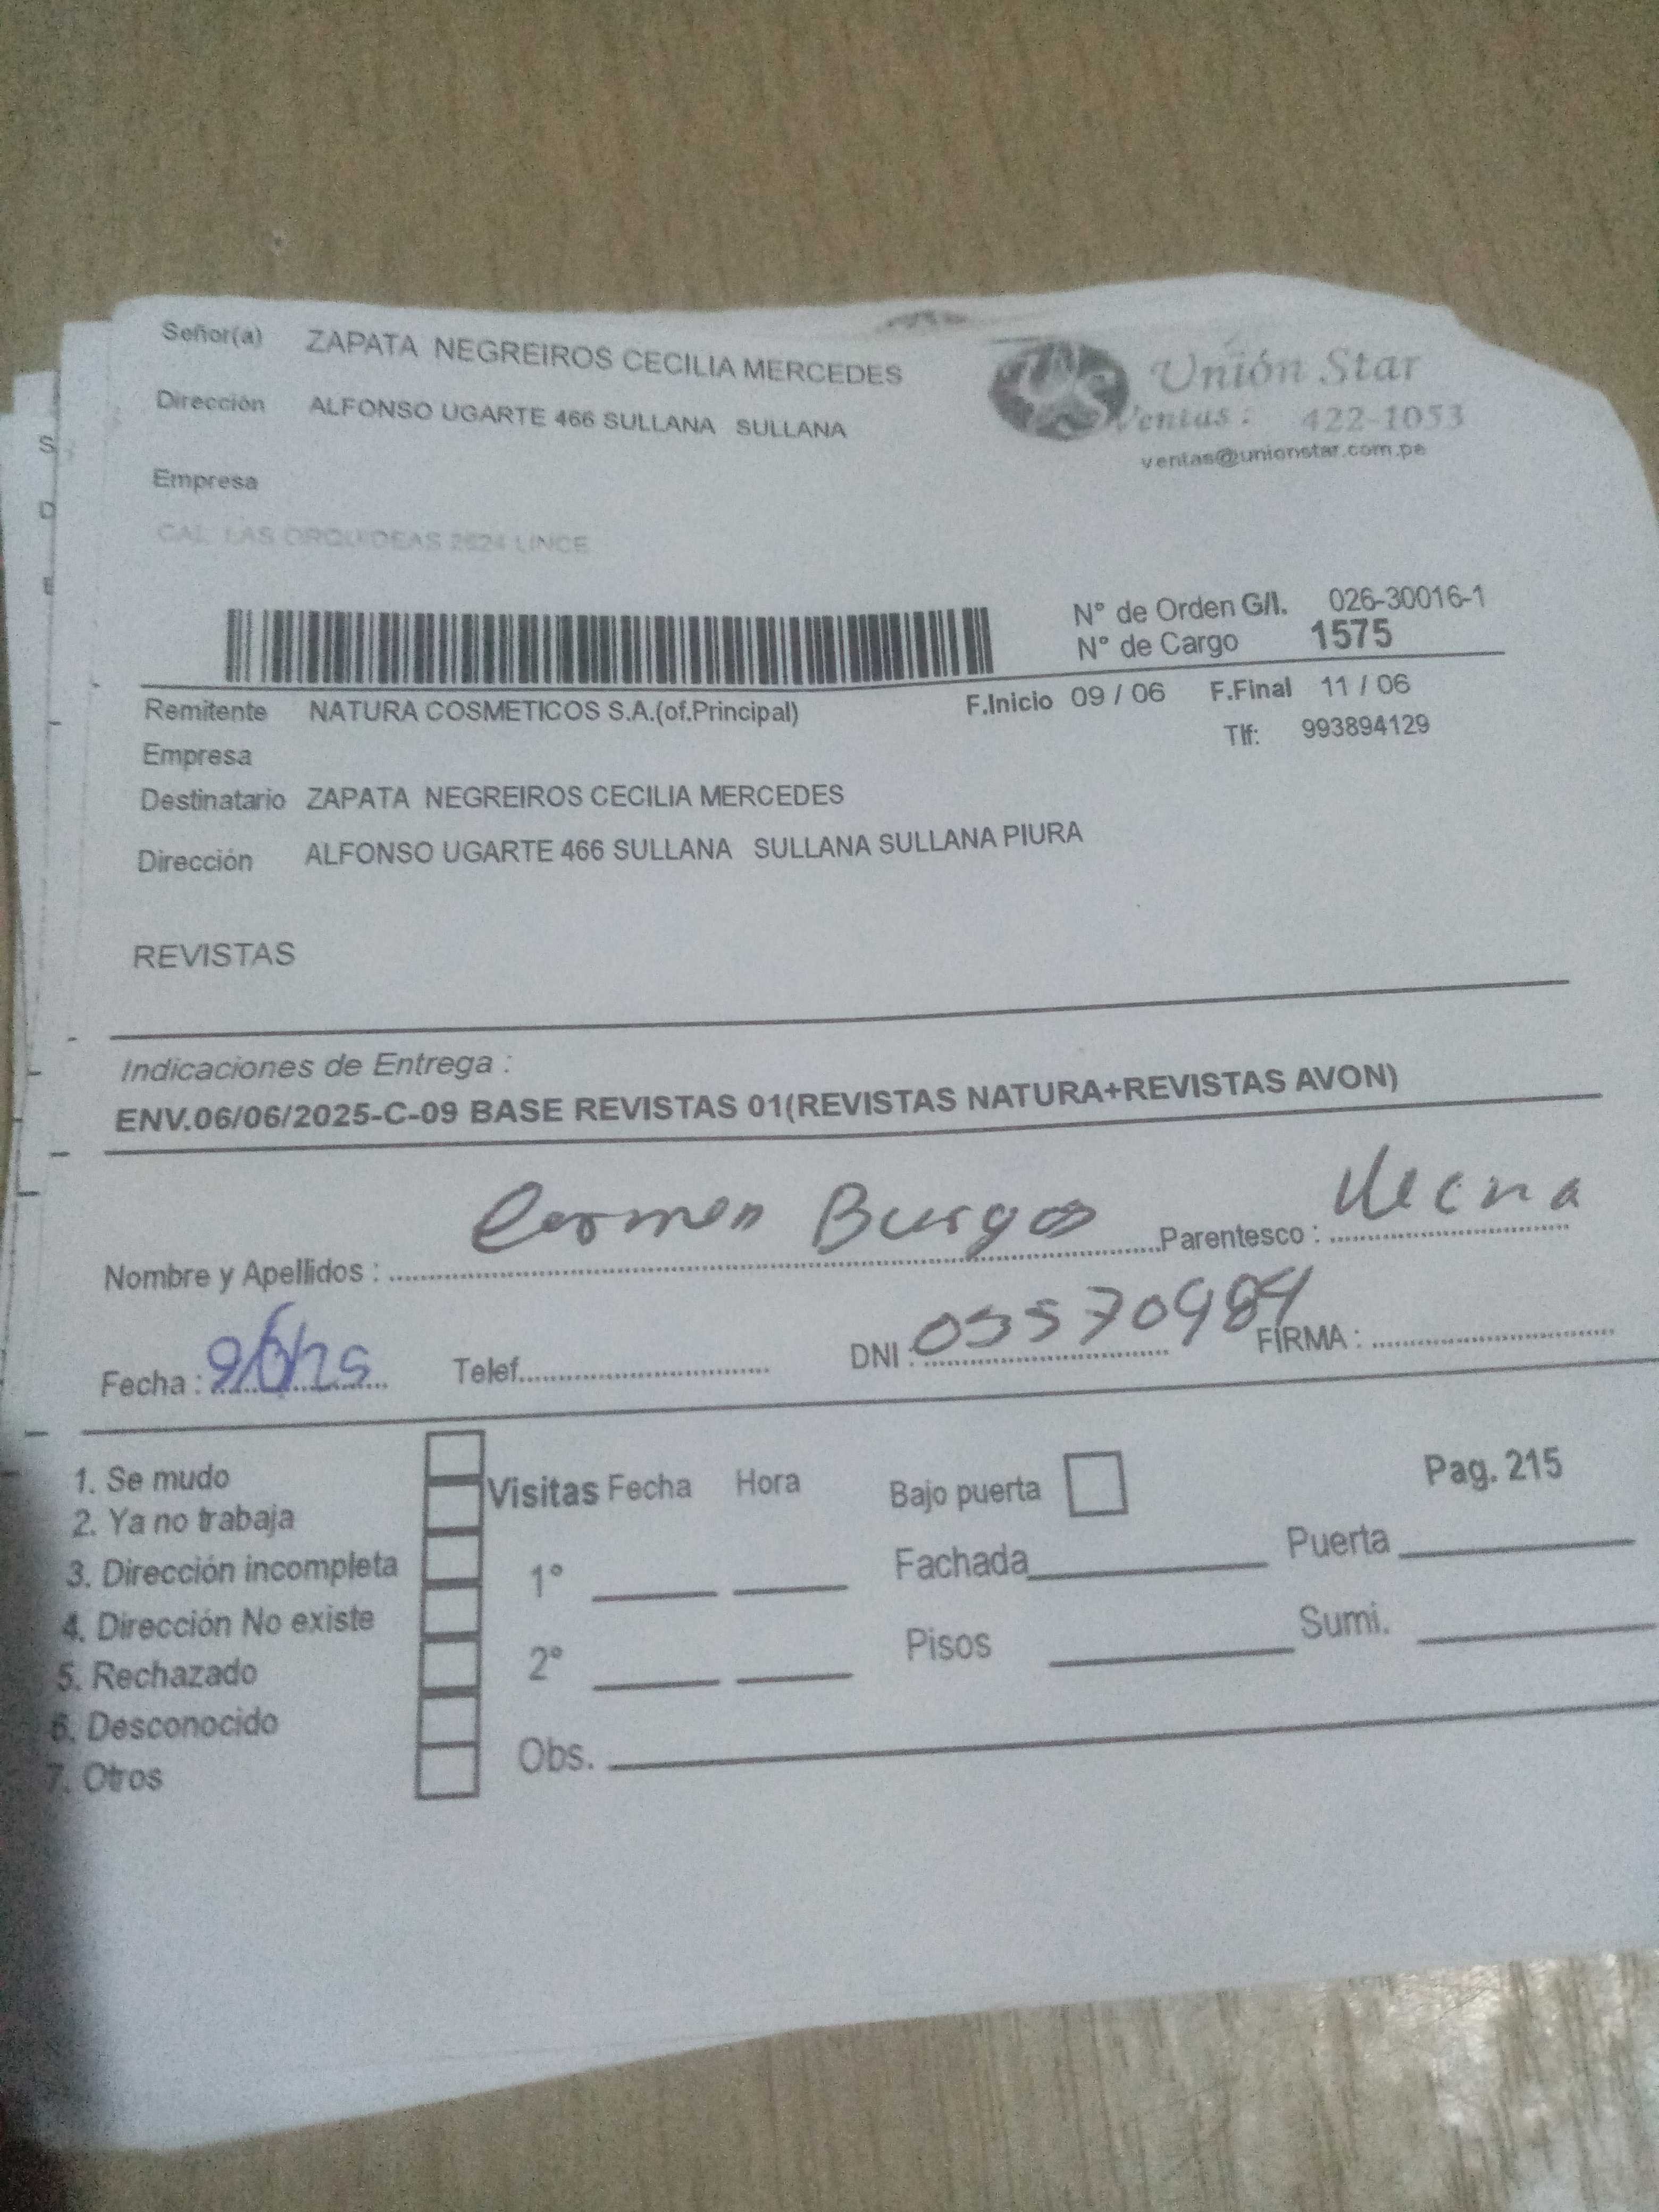 Señor(a) ZAPATA NEGREIROS CECILIA MERCEDES
Dirección ALFONSO UGARTE 466 SULLANA SULLANA
Unión Star
Ventas: 422-1053
ventas@unionstar.com.pe
Empresa
CAL. LAS ORQUIDEAS 2624 LINCE
N° de Orden G/I. 026-30016-1
N° de Cargo 1575
Remitente NATURA COSMETICOS S.A.(of.Principal) F.Inicio 09 / 06 F.Final 11 / 06
Empresa Tlf: 993894129
Destinatario ZAPATA NEGREIROS CECILIA MERCEDES
Dirección ALFONSO UGARTE 466 SULLANA SULLANA SULLANA PIURA
REVISTAS
Indicaciones de Entrega :
ENV.06/06/2025-C-09 BASE REVISTAS 01(REVISTAS NATURA+REVISTAS AVON)
Nombre y Apellidos : Carmen Burgos Parentesco : Vecina
Fecha : 9/6/25 Telef. DNI : FIRMA :
1. Se mudo
2. Ya no trabaja
3. Dirección incompleta
4. Dirección No existe
5. Rechazado
6. Desconocido
7. Otros
Visitas Fecha Hora
1°
2°
Obs.
Bajo puerta Pag. 215
Fachada Puerta
Pisos Sumi.